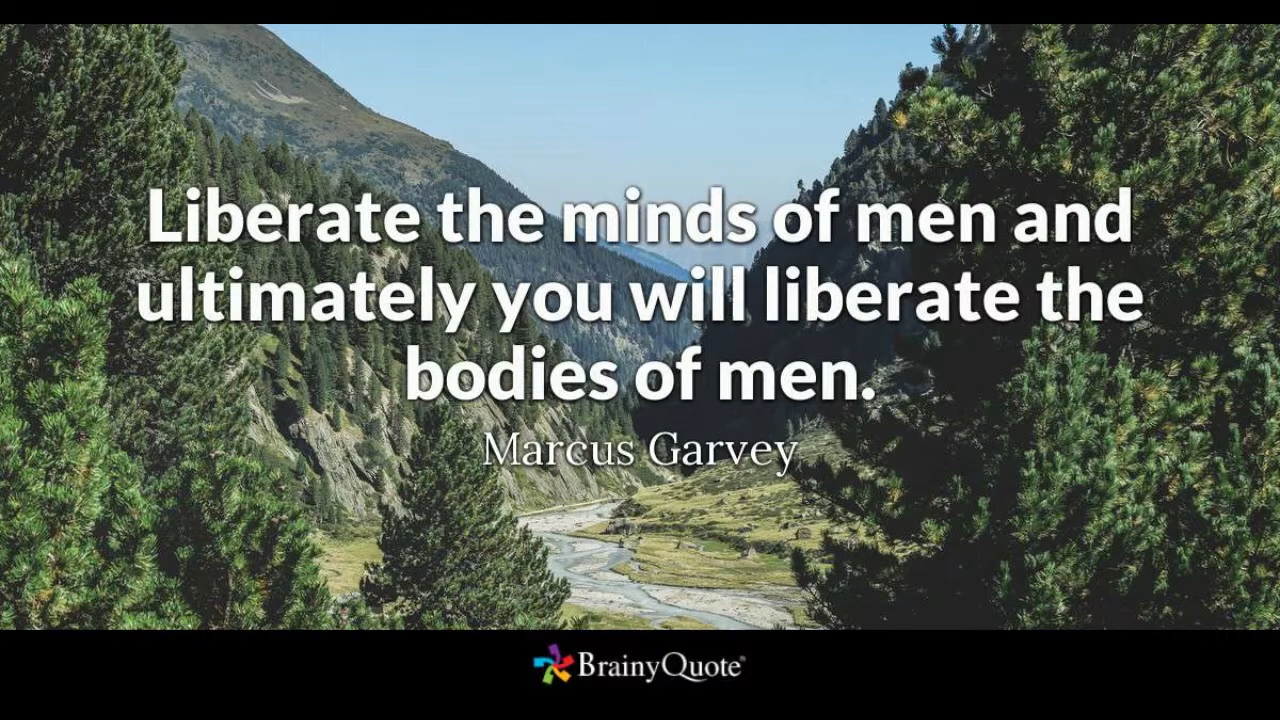 Liberate the minds of men and
ultimately you will liberate the
bodies of men.
Marcus Garvey
BrainyQuote®